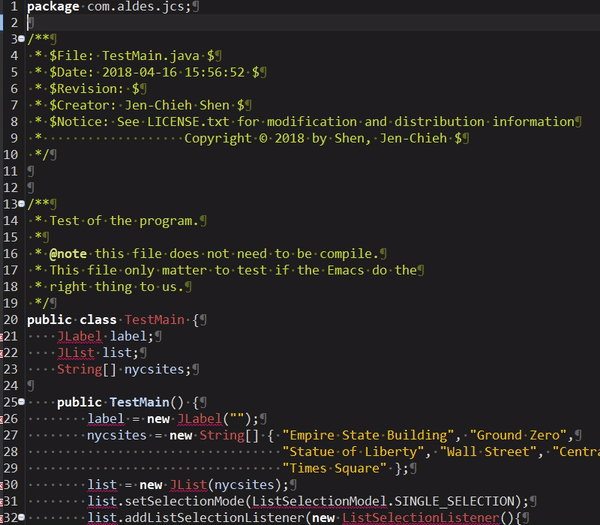 1 package com.aldes.jcs;
2
3 /**
4 * $File: TestMain.java $
5 * $Date: 2018-04-16 15:56:52 $
6 * $Revision: $
7 * $Creator: Jen-Chieh Shen $
8 * $Notice: See LICENSE.txt for modification and distribution information
9 * Copyright © 2018 by Shen, Jen-Chieh $
10 */
11
12
13 /**
14 * Test of the program.
15 *
16 * @note this file does not need to be compile.
17 * This file only matter to test if the Emacs do the
18 * right thing to us.
19 */
20 public class TestMain {
21 JLabel label;
22 JList list;
23 String[] nycsites;
24
25 public TestMain() {
26 label = new JLabel("");
27 nycsites = new String[] { "Empire State Building", "Ground Zero",
28 "Statue of Liberty", "Wall Street", "Centra
29 "Times Square" };
30 list = new JList(nycsites);
31 list.setSelectionMode(ListSelectionModel.SINGLE_SELECTION);
32 list.addListSelectionListener(new ListSelectionListener(){